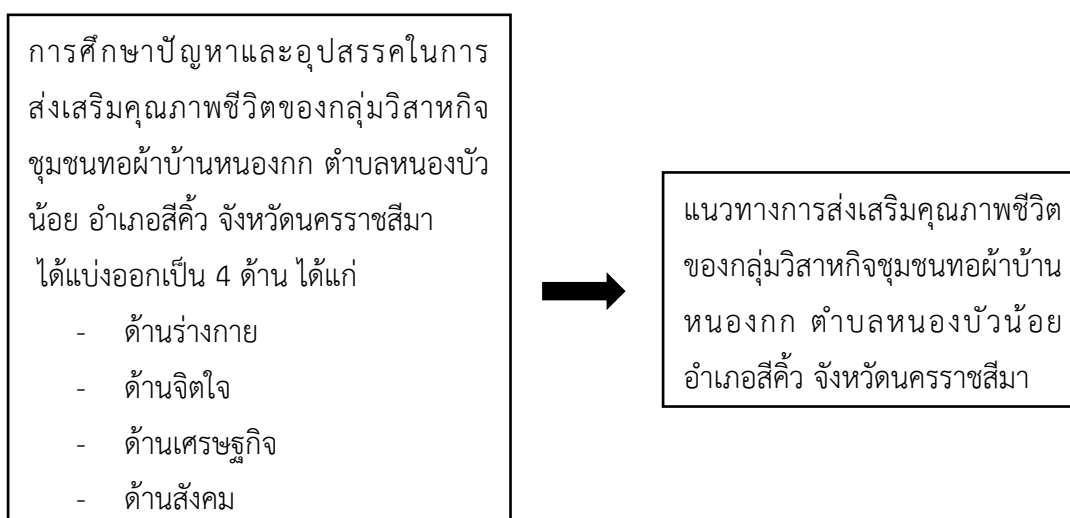 การศึกษาปัญหาและอุปสรรคในการ
ส่งเสริมคุณภาพชีวิตของกลุ่มวิสาหกิจ
ชุมชนทอผ้าบ้านหนองกก ตำบลหนองบัว
น้อย อำเภอสีคิ้ว จังหวัดนครราชสีมา
ได้แบ่งออกเป็น 4 ด้าน ได้แก่
- ด้านร่างกาย
- ด้านจิตใจ
- ด้านเศรษฐกิจ
- ด้านสังคม
แนวทางการส่งเสริมคุณภาพชีวิต
ของกลุ่มวิสาหกิจชุมชนทอผ้าบ้าน
หนองกก ตำบลหนองบัวน้อย
อำเภอสีคิ้ว จังหวัดนครราชสีมา